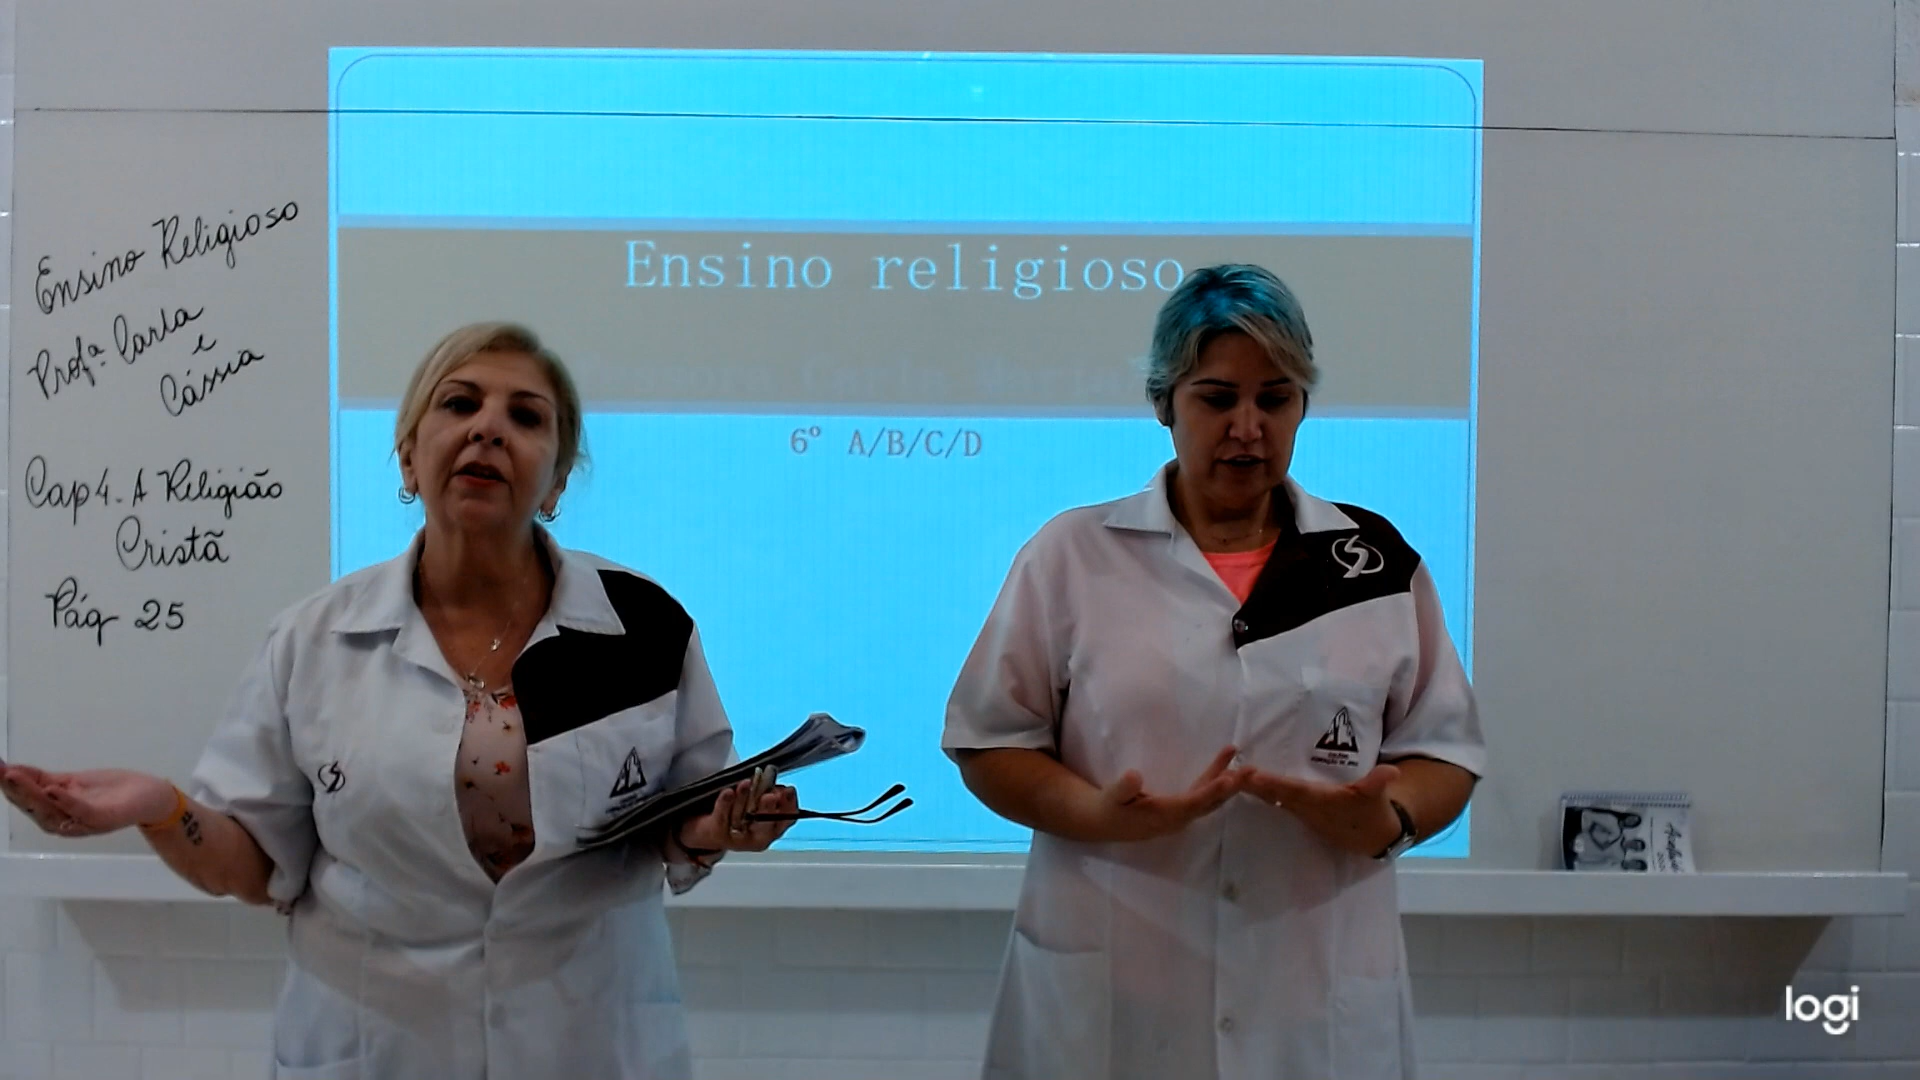 Ensino Religioso
Profª. Carla
e
Cássia
Cap 4. A Religião
Cristã
Pág 25
Ensino religioso
6º A/B/C/D
logi